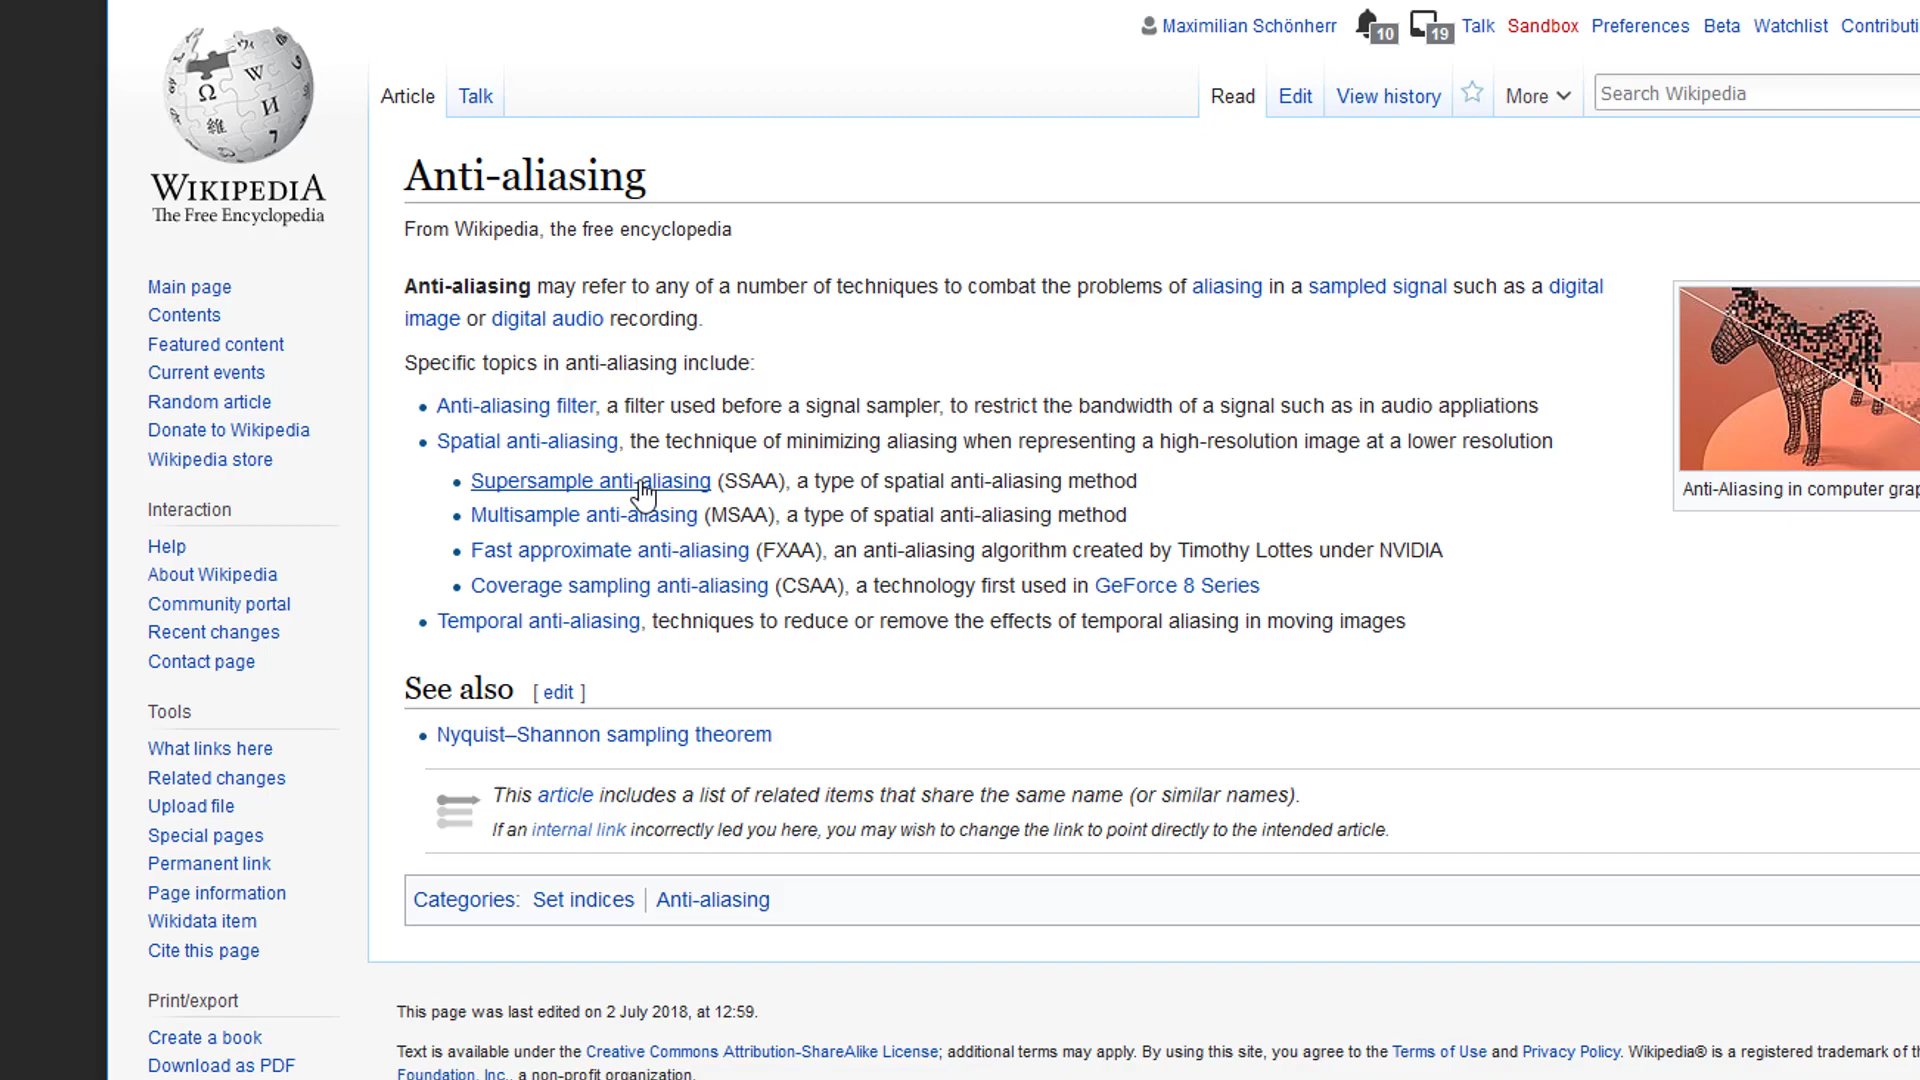 Maximilian Schönherr 10 19 Talk Sandbox Preferences Beta Watchlist Contributi
Article Talk Read Edit View history More Search Wikipedia
WIKIPEDIA
The Free Encyclopedia
Main page
Contents
Featured content
Current events
Random article
Donate to Wikipedia
Wikipedia store
Interaction
Help
About Wikipedia
Community portal
Recent changes
Contact page
Tools
What links here
Related changes
Upload file
Special pages
Permanent link
Page information
Wikidata item
Cite this page
Print/export
Create a book
Download as PDF
Anti-aliasing
From Wikipedia, the free encyclopedia
Anti-aliasing may refer to any of a number of techniques to combat the problems of aliasing in a sampled signal such as a digital
image or digital audio recording.
Specific topics in anti-aliasing include:
• Anti-aliasing filter, a filter used before a signal sampler, to restrict the bandwidth of a signal such as in audio appliations
• Spatial anti-aliasing, the technique of minimizing aliasing when representing a high-resolution image at a lower resolution
• Supersample anti-aliasing (SSAA), a type of spatial anti-aliasing method
• Multisample anti-aliasing (MSAA), a type of spatial anti-aliasing method
• Fast approximate anti-aliasing (FXAA), an anti-aliasing algorithm created by Timothy Lottes under NVIDIA
• Coverage sampling anti-aliasing (CSAA), a technology first used in GeForce 8 Series
• Temporal anti-aliasing, techniques to reduce or remove the effects of temporal aliasing in moving images
Anti-Aliasing in computer grap
See also [ edit ]
• Nyquist–Shannon sampling theorem
This article includes a list of related items that share the same name (or similar names).
If an internal link incorrectly led you here, you may wish to change the link to point directly to the intended article.
Categories: Set indices | Anti-aliasing
This page was last edited on 2 July 2018, at 12:59.
Text is available under the Creative Commons Attribution-ShareAlike License; additional terms may apply. By using this site, you agree to the Terms of Use and Privacy Policy. Wikipedia® is a registered trademark of th
Foundation, Inc., a non-profit organization.